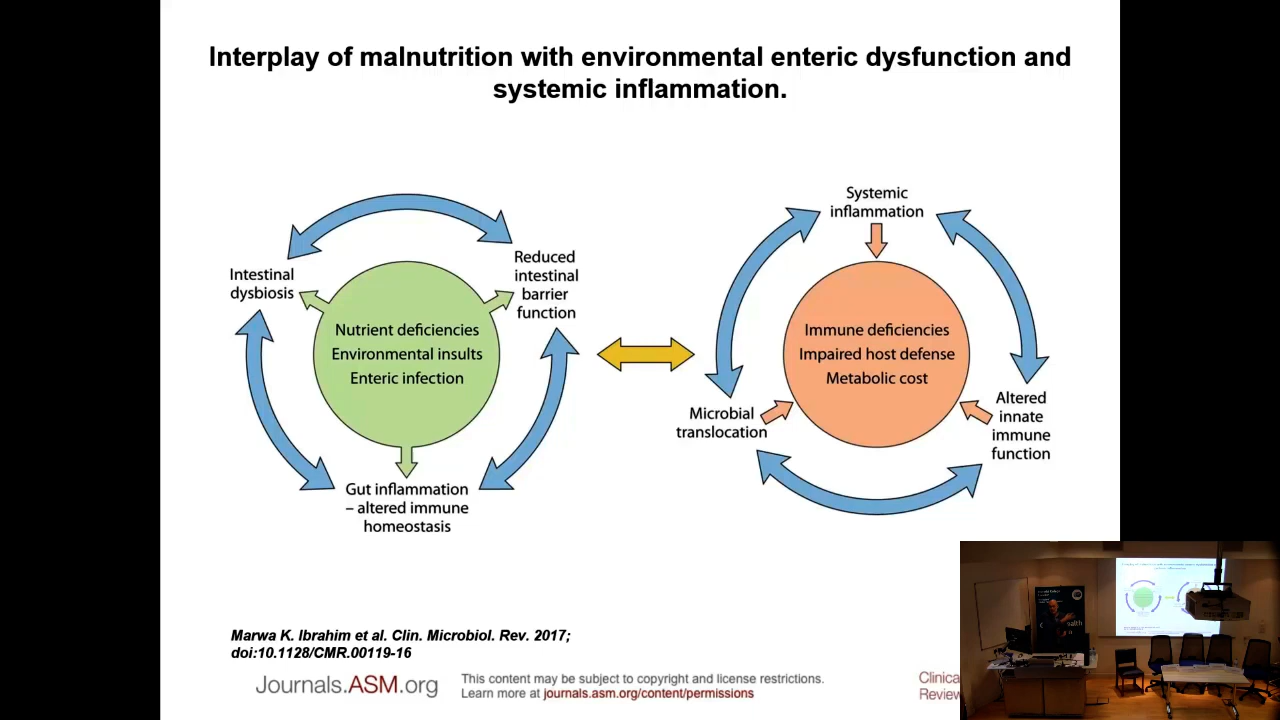 Interplay of malnutrition with environmental enteric dysfunction and
systemic inflammation.
Intestinal
dysbiosis
Reduced
intestinal
barrier
function
Nutrient deficiencies
Environmental insults
Enteric infection
Gut inflammation
– altered immune
homeostasis
Systemic
inflammation
Immune deficiencies
Impaired host defense
Metabolic cost
Microbial
translocation
Altered
innate
immune
function
Marwa K. Ibrahim et al. Clin. Microbiol. Rev. 2017;
doi:10.1128/CMR.00119-16
Journals.ASM.org
This content may be subject to copyright and license restrictions.
Learn more at journals.asm.org/content/permissions
Clinica
Review